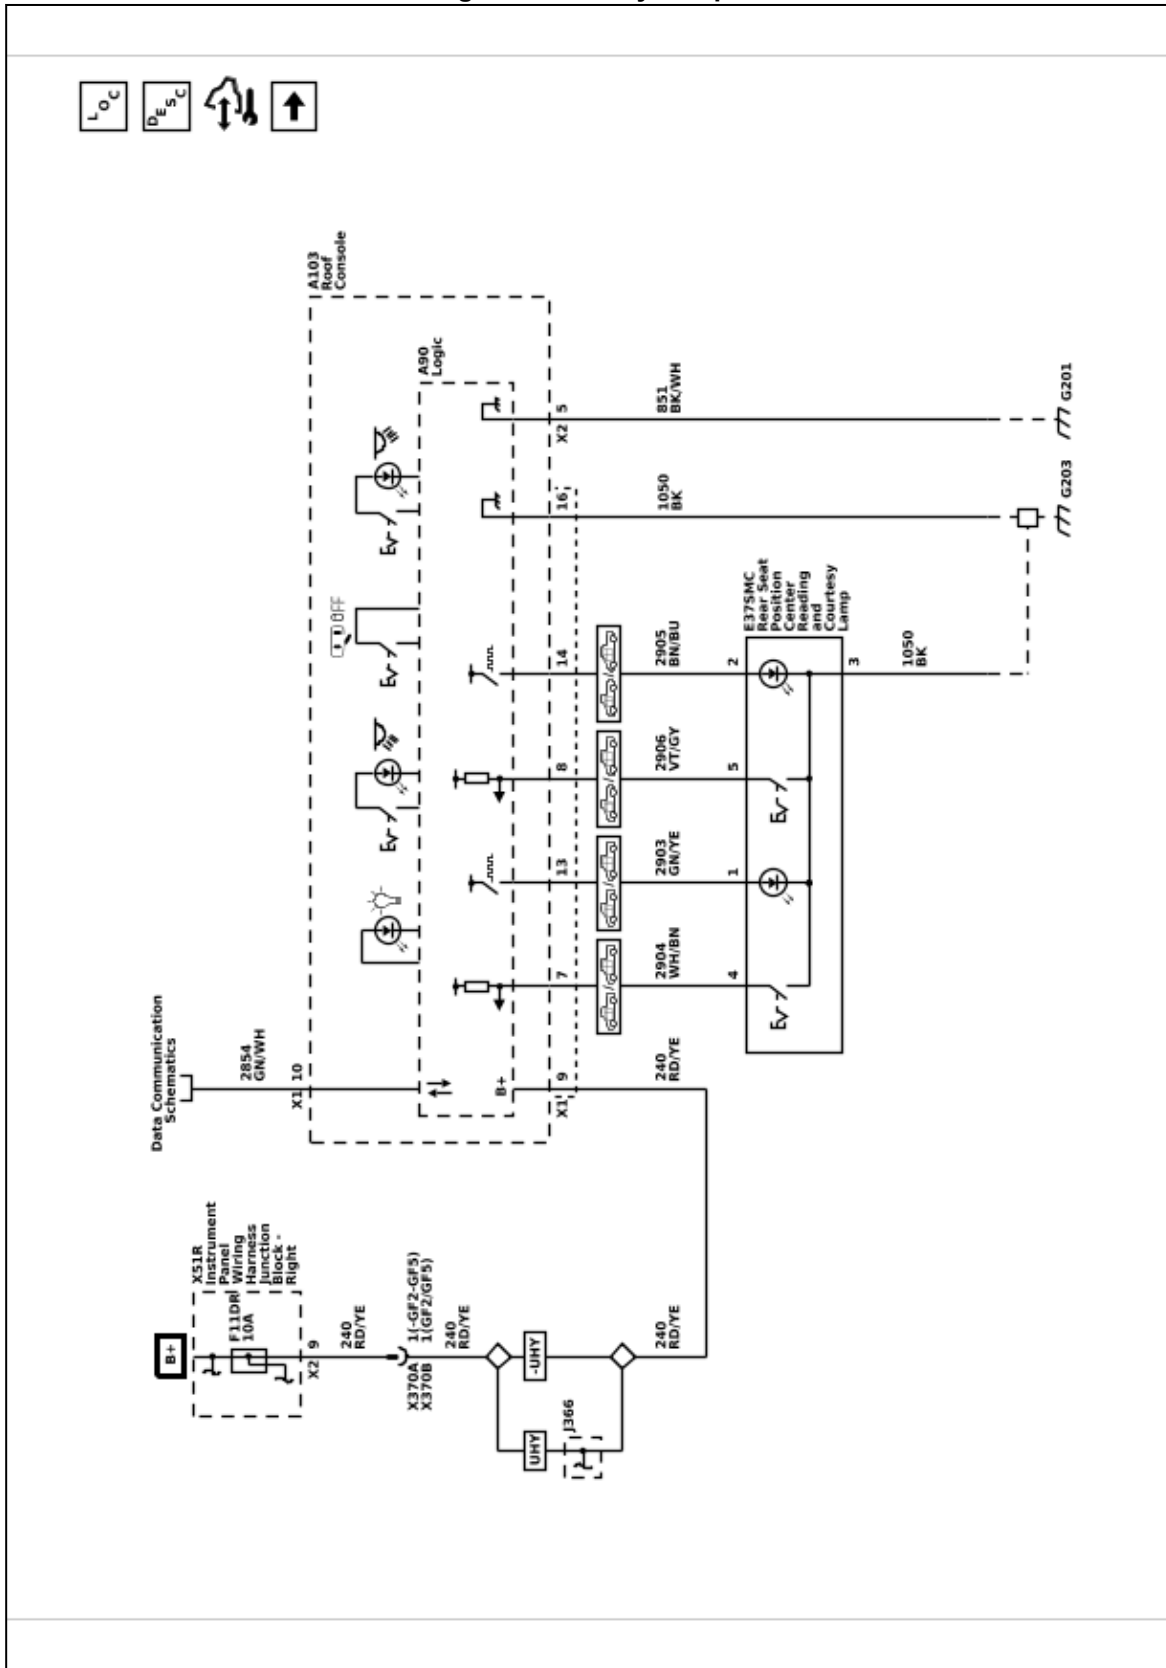 LOC
DESC
B+
X51R
Instrument
Panel
Wiring
Harness
Junction
Block -
Right
F11DR
10A
X2 9
240
RD/YE
X370A 1(-GF2-GF5)
X370B 1(GF2/GF5)
240
RD/YE
UHY
-UHY
J366
240
RD/YE
Data Communication
Schematics
2854
GN/WH
X1 10
A103
Roof
Console
OFF
A90
Logic
B+
X1 9
7
13
8
14
16
X2 5
240
RD/YE
2904
WH/BN
2903
GN/YE
2906
VT/GY
2905
BN/BU
1050
BK
851
BK/WH
4
1
5
2
E37SMC
Rear Seat
Position
Center
Reading
and
Courtesy
Lamp
3
1050
BK
G203
G201